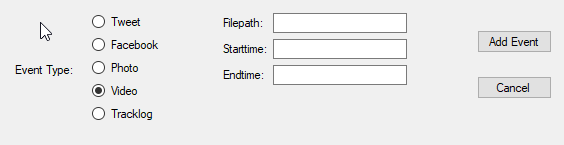 Event Type:
Tweet
Facebook
Photo
Video
Tracklog
Filepath:
Starttime:
Endtime:
Add Event
Cancel